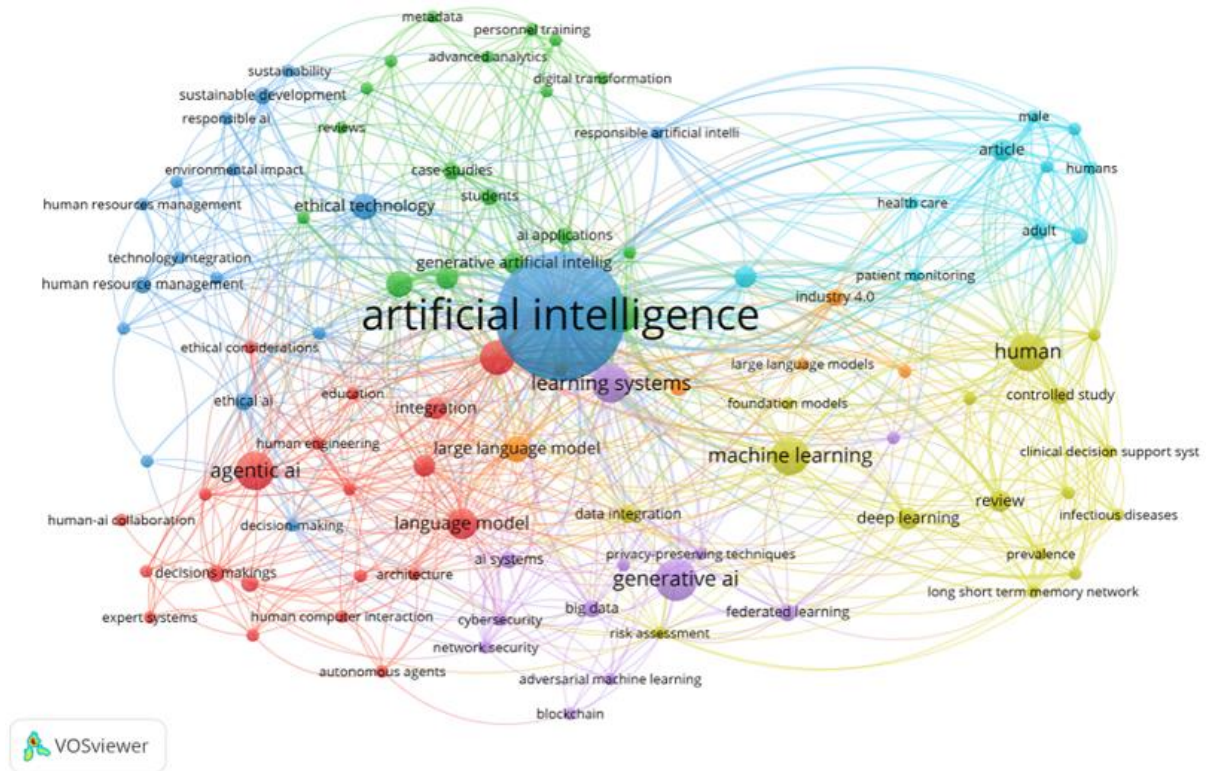 metadata
personnel training
advanced analytics
sustainability
digital transformation
sustainable development
responsible ai
reviews
responsible artificial intelli
male
article
environmental impact
case-studies
humans
human resources management
ethical technology
students
health care
ai applications
adult
technology integration
generative artificial intellig
human resource management
patient monitoring
industry 4.0
artificial intelligence
ethical considerations
human
large language models
learning systems
education
controlled study
ethical ai
integration
foundation models
human engineering
large language model
machine learning
clinical decision support syst
agentic ai
review
human-ai collaboration
decision-making
language model
data integration
deep learning
infectious diseases
ai systems
privacy-preserving techniques
prevalence
decisions makings
architecture
generative ai
long short term memory network
expert systems
human computer interaction
cybersecurity
big data
federated learning
risk assessment
network security
autonomous agents
adversarial machine learning
blockchain
VOSviewer